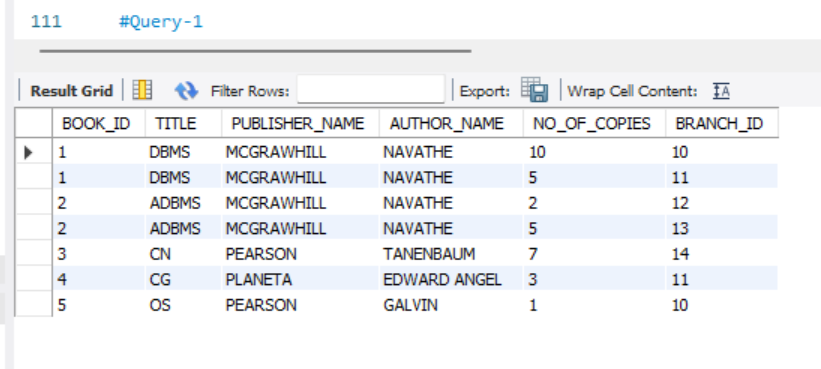 111 #Query-1
Result Grid Filter Rows: Export: Wrap Cell Content: IA
BOOK_ID TITLE PUBLISHER_NAME AUTHOR_NAME NO_OF_COPIES BRANCH_ID
1 DBMS MCGRAWHILL NAVATHE 10 10
1 DBMS MCGRAWHILL NAVATHE 5 11
2 ADBMS MCGRAWHILL NAVATHE 2 12
2 ADBMS MCGRAWHILL NAVATHE 5 13
3 CN PEARSON TANENBAUM 7 14
4 CG PLANETA EDWARD ANGEL 3 11
5 OS PEARSON GALVIN 1 10